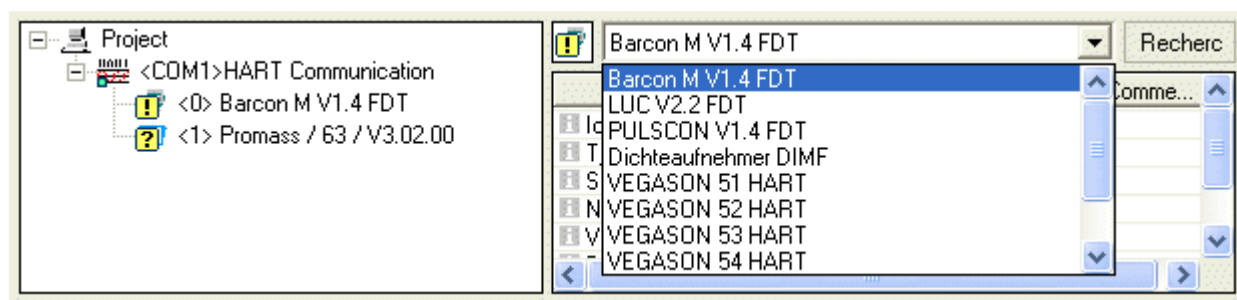 Project
<COM1>HART Communication
<0> Barcon M V1.4 FDT
<1> Promass / 63 / V3.02.00
Barcon M V1.4 FDT
Recherc
Barcon M V1.4 FDT
LUC V2.2 FDT
PULSCON V1.4 FDT
Dichteaufnehmer DIMF
VEGASON 51 HART
VEGASON 52 HART
VEGASON 53 HART
VEGASON 54 HART
Comme...